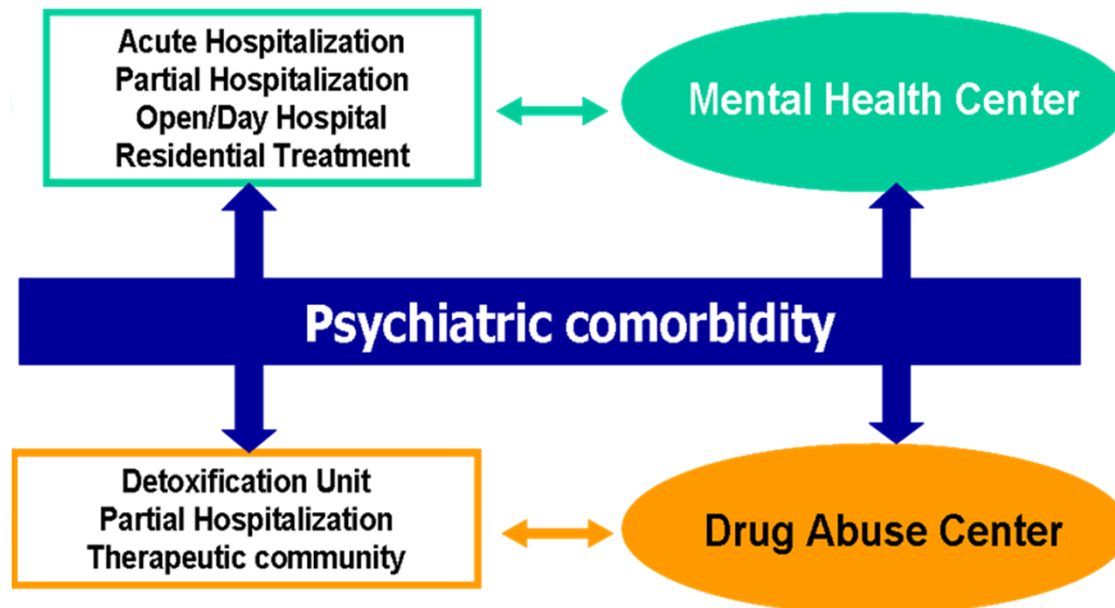 Acute Hospitalization
Partial Hospitalization
Open/Day Hospital
Residential Treatment
Mental Health Center
Psychiatric comorbidity
Detoxification Unit
Partial Hospitalization
Therapeutic community
Drug Abuse Center